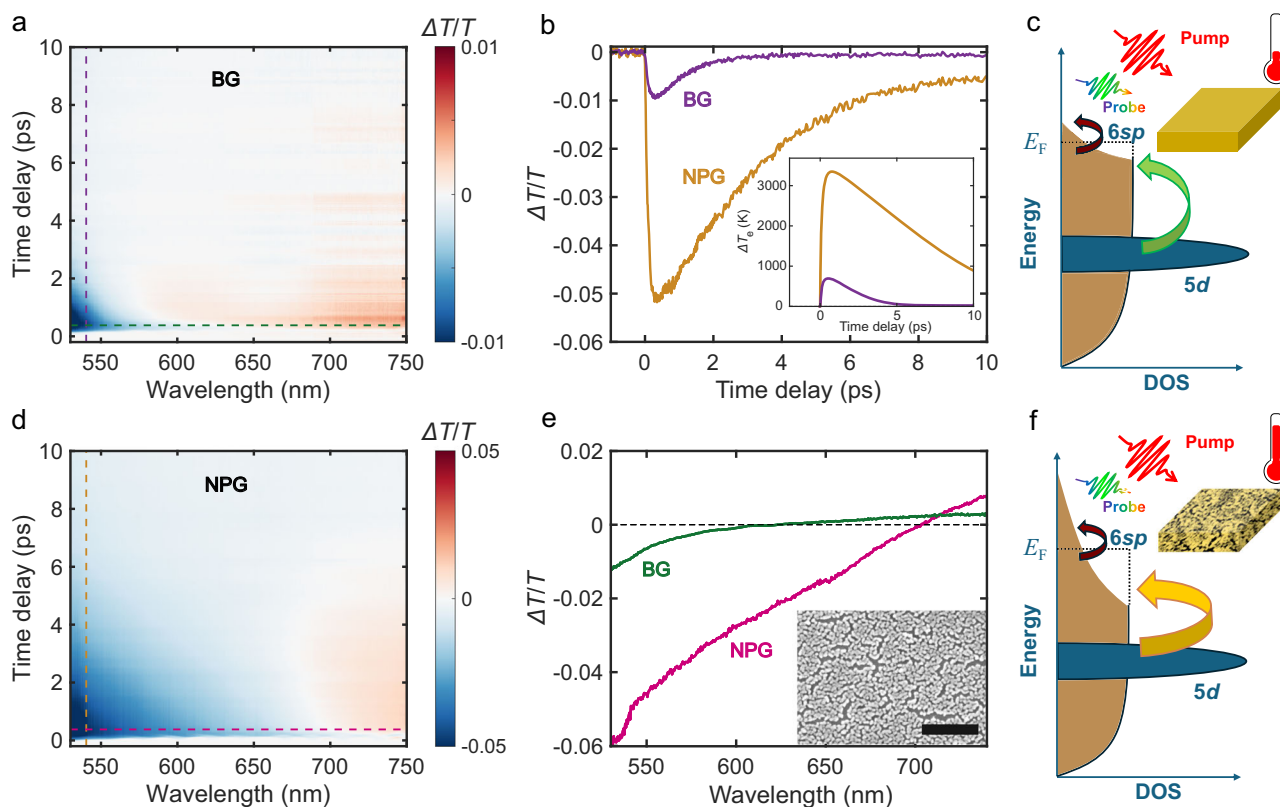 a
ΔT/T
BG
10
8
6
4
2
0
Time delay (ps)
550 600 650 700 750
Wavelength (nm)
0.01
0
-0.01
b
0
-0.01
-0.02
-0.03
-0.04
-0.05
-0.06
ΔT/T
BG
NPG
0 2 4 6 8 10
Time delay (ps)
3000
2000
1000
0
ΔTe (K)
0 5 10
Time delay (ps)
c
Pump
Probe
6sp
EF
Energy
5d
DOS
d
ΔT/T
NPG
10
8
6
4
2
0
Time delay (ps)
550 600 650 700 750
Wavelength (nm)
0.05
0
-0.05
e
0.02
0
-0.02
-0.04
-0.06
ΔT/T
BG
NPG
600 700
Wavelength (nm)
f
Pump
Probe
6sp
EF
Energy
5d
DOS